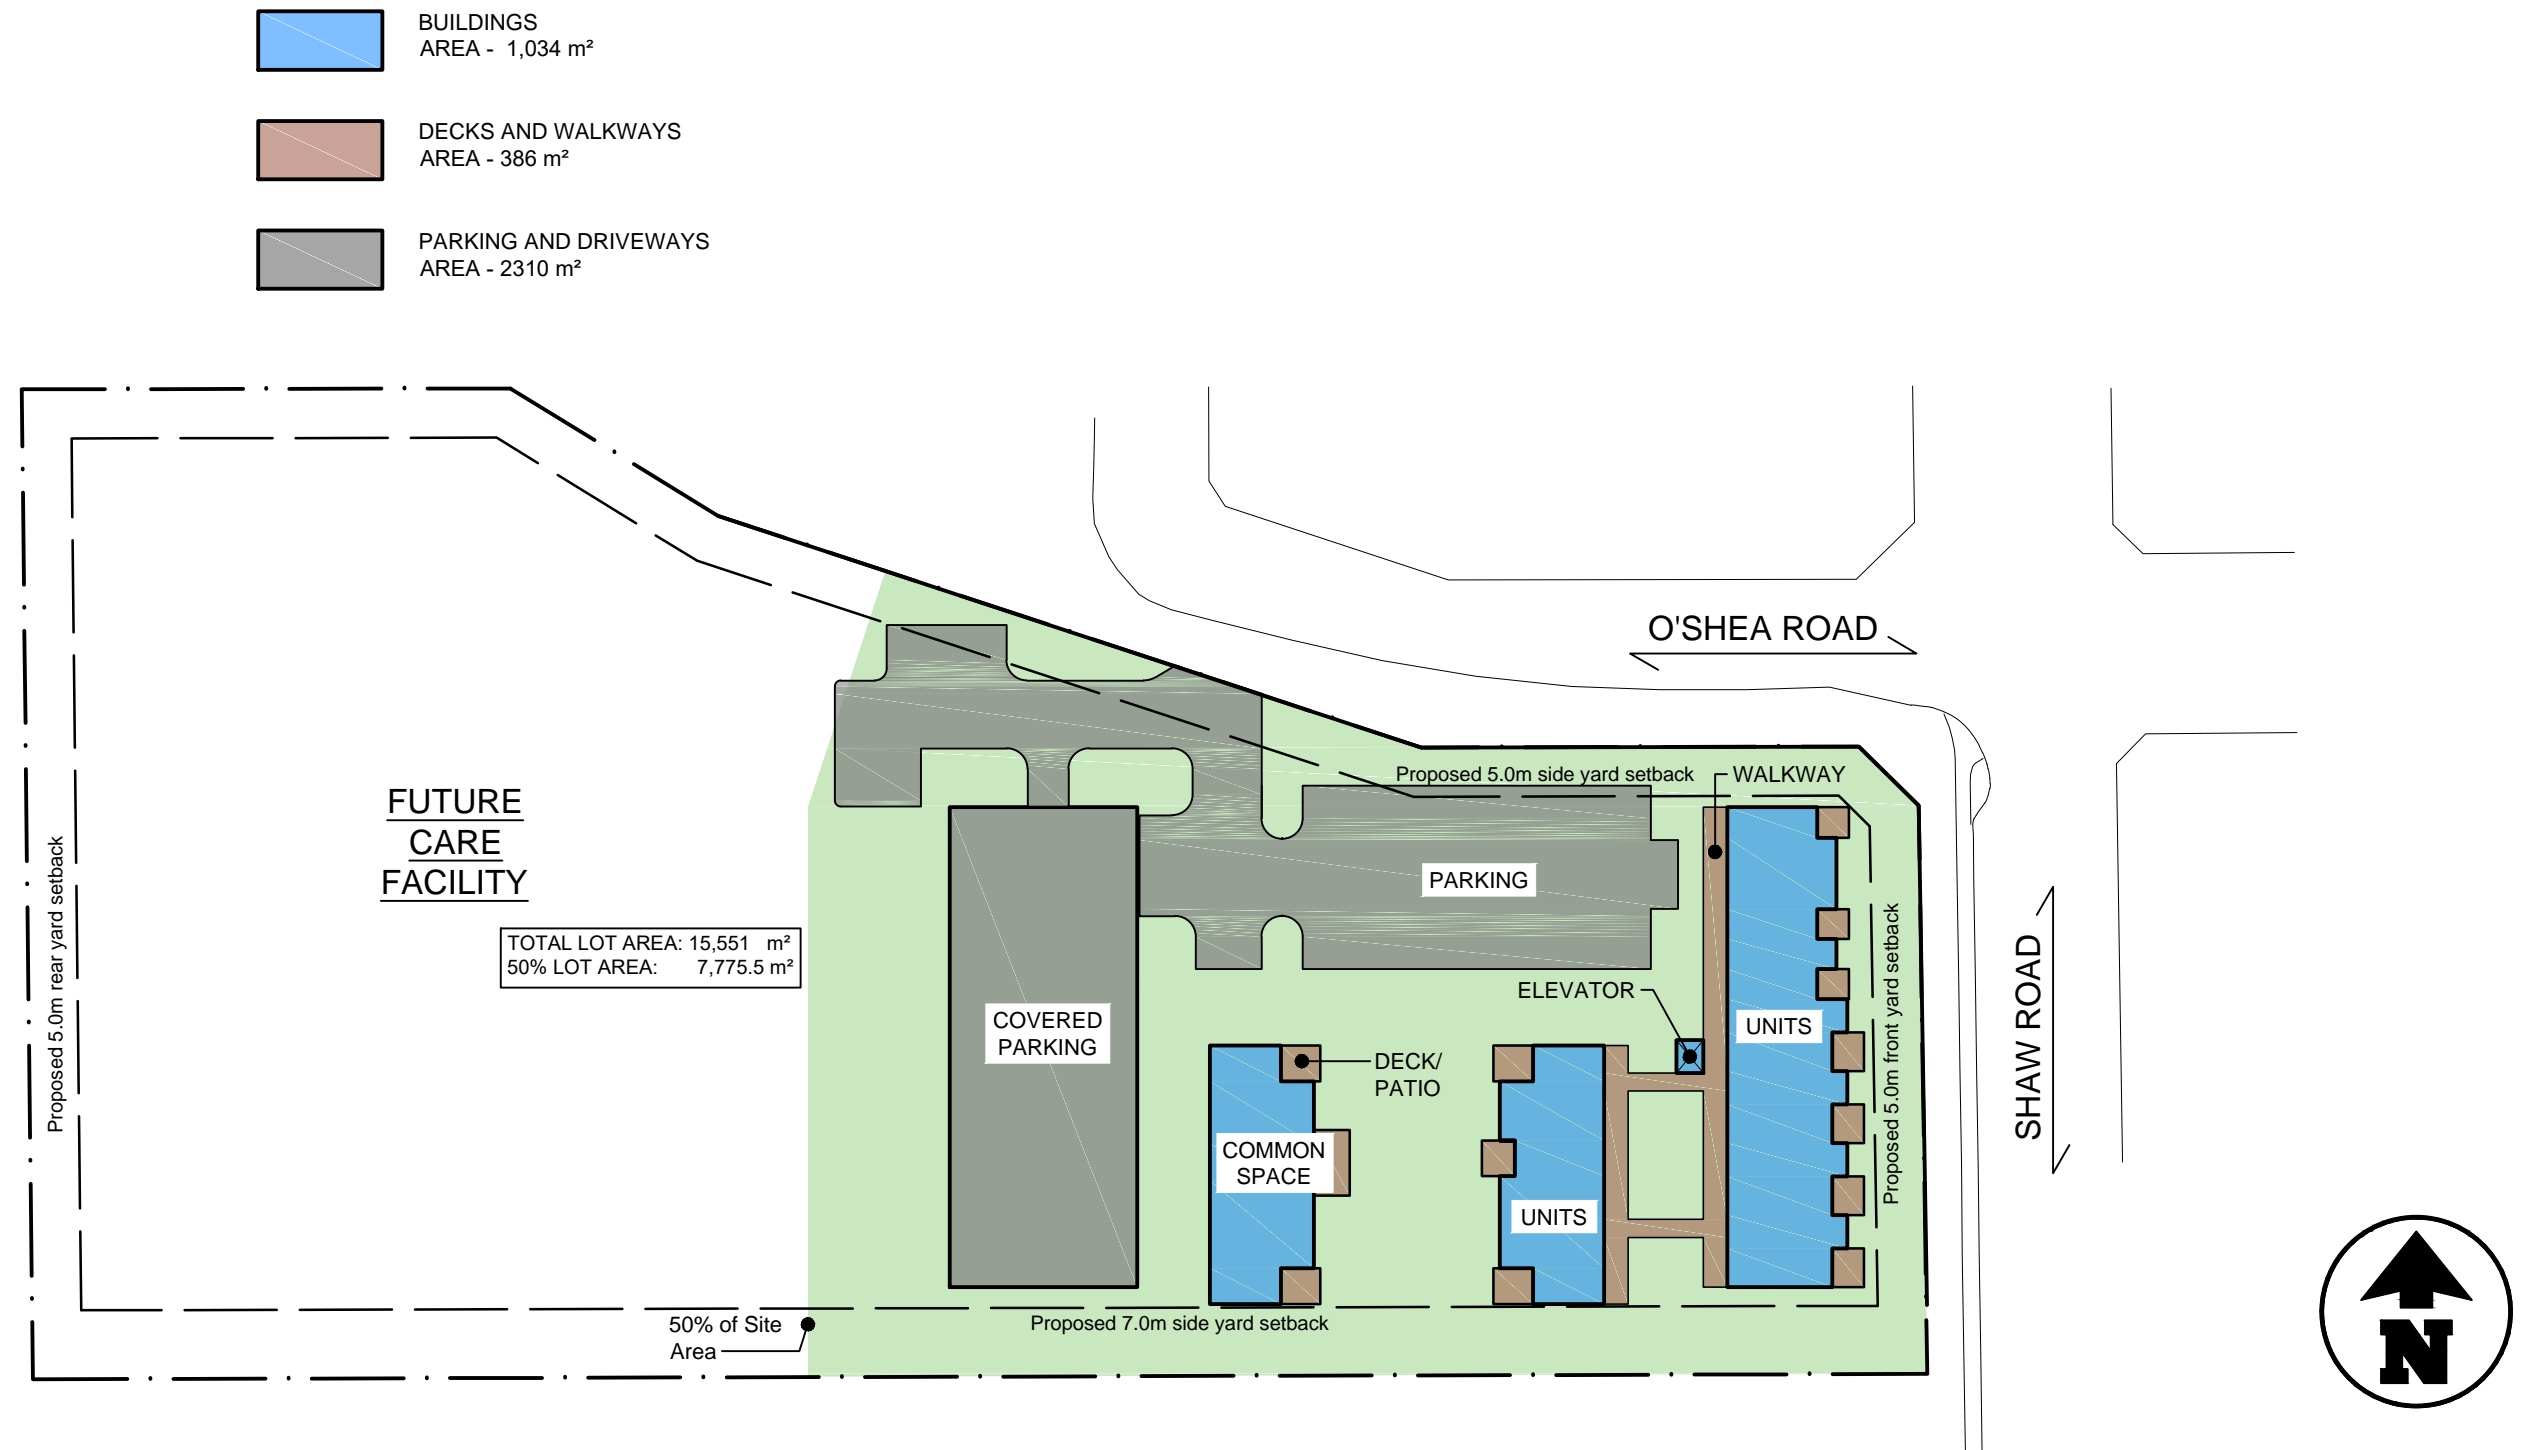 BUILDINGS
AREA - 1,034 m²
DECKS AND WALKWAYS
AREA - 386 m²
PARKING AND DRIVEWAYS
AREA - 2310 m²
O'SHEA ROAD
Proposed 5.0m side yard setback
WALKWAY
FUTURE
CARE
FACILITY
Proposed 5.0m rear yard setback
TOTAL LOT AREA: 15,551 m²
50% LOT AREA: 7,775.5 m²
PARKING
ELEVATOR
COVERED
PARKING
UNITS
DECK/
PATIO
COMMON
SPACE
UNITS
Proposed 5.0m front yard setback
SHAW ROAD
50% of Site
Area
Proposed 7.0m side yard setback
N